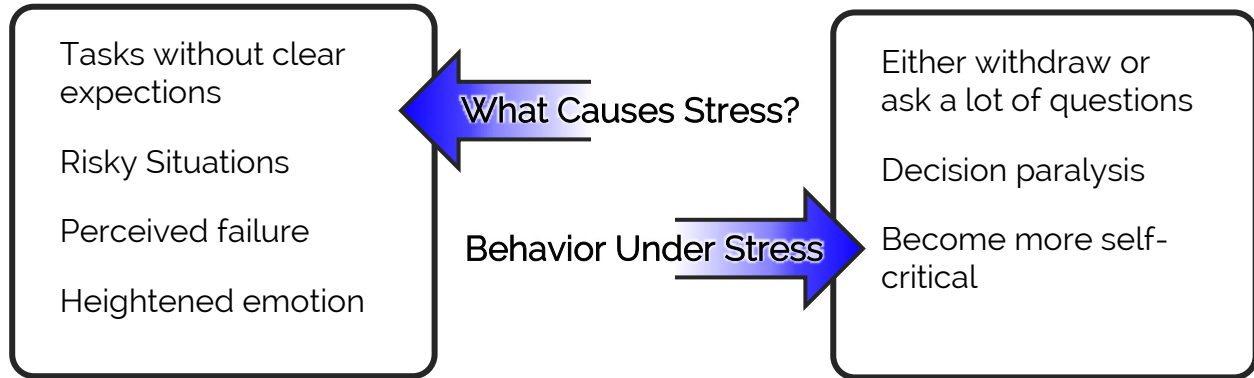 Tasks without clear
expections
Risky Situations
Perceived failure
Heightened emotion
What Causes Stress?
Behavior Under Stress
Either withdraw or
ask a lot of questions
Decision paralysis
Become more self-
critical